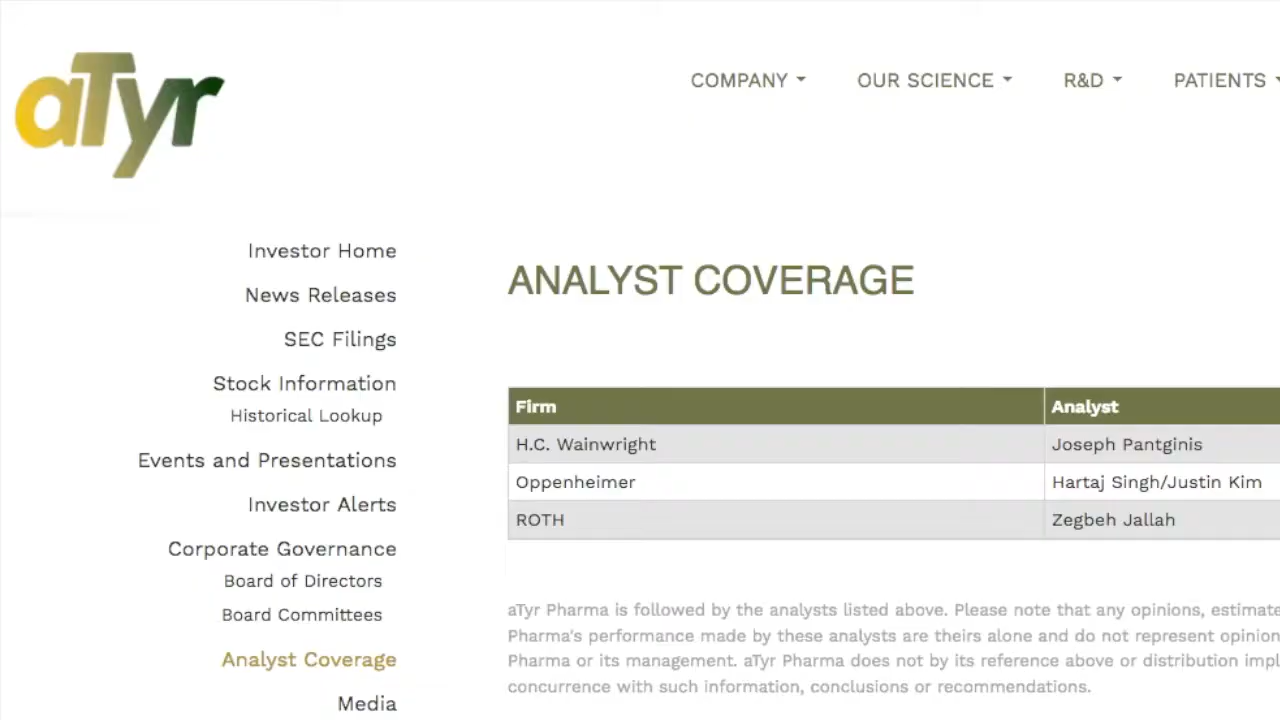 aTyr
COMPANY
OUR SCIENCE
R&D
PATIENTS
Investor Home
News Releases
SEC Filings
Stock Information
Historical Lookup
Events and Presentations
Investor Alerts
Corporate Governance
Board of Directors
Board Committees
Analyst Coverage
Media
ANALYST COVERAGE
Firm Analyst
H.C. Wainwright Joseph Pantginis
Oppenheimer Hartaj Singh/Justin Kim
ROTH Zegbeh Jallah
aTyr Pharma is followed by the analysts listed above. Please note that any opinions, estimate
Pharma's performance made by these analysts are theirs alone and do not represent opinion
Pharma or its management. aTyr Pharma does not by its reference above or distribution impl
concurrence with such information, conclusions or recommendations.